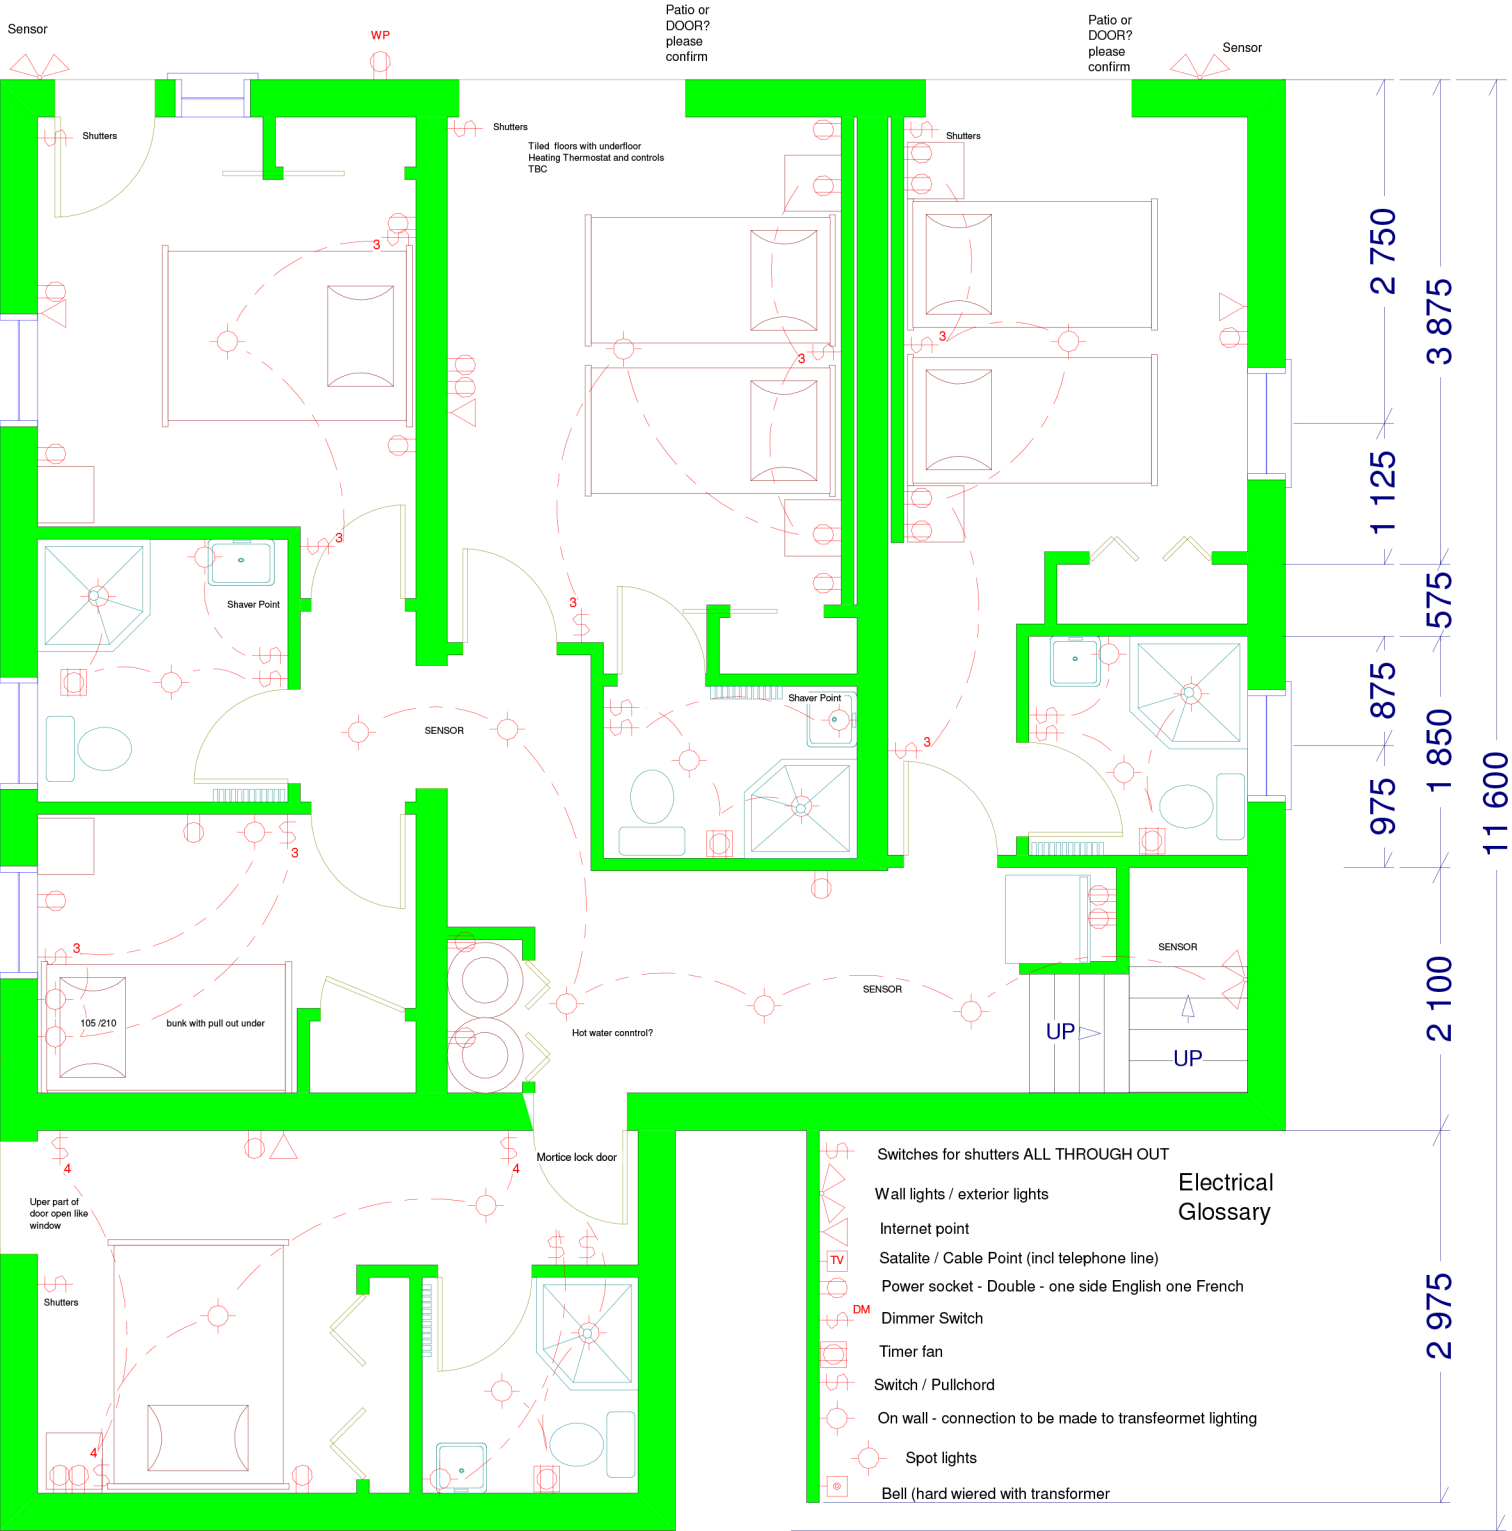 Sensor
WP
Patio or
DOOR?
please
confirm
Patio or
DOOR?
please
confirm
Sensor
Shutters
Shutters
Tiled floors with underfloor
Heating Thermostat and controls
TBC
Shutters
3
3
3
3
3
3
Shaver Point
Shaver Point
SENSOR
3
3
3
105 /210
bunk with pull out under
Hot water conntrol?
SENSOR
SENSOR
UP
UP
2 750
3 875
1 125
575
875
1 850
975
11 600
2 100
2 975
4
4
Mortice lock door
Uper part of
door open like
window
Shutters
4
Electrical
Glossary
Switches for shutters ALL THROUGH OUT
Wall lights / exterior lights
Internet point
TV
Satalite / Cable Point (incl telephone line)
Power socket - Double - one side English one French
DM
Dimmer Switch
Timer fan
Switch / Pullchord
On wall - connection to be made to transfeormet lighting
Spot lights
Bell (hard wiered with transformer